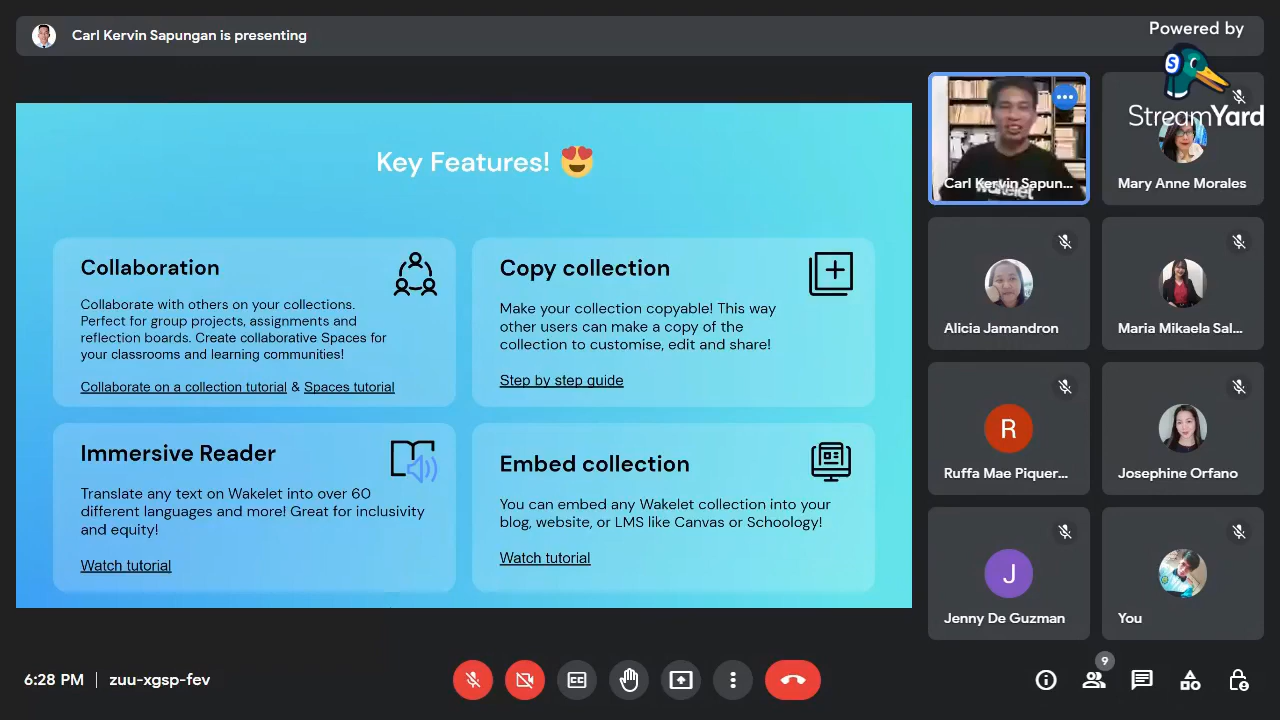 Carl Kervin Sapungan is presenting
Powered by
S
StreamYard
Key Features!
Collaboration
Collaborate with others on your collections.
Perfect for group projects, assignments and
reflection boards. Create collaborative Spaces for
your classrooms and learning communities!
Collaborate on a collection tutorial & Spaces tutorial
Copy collection
Make your collection copyable! This way
other users can make a copy of the
collection to customise, edit and share!
Step by step guide
Immersive Reader
Translate any text on Wakelet into over 60
different languages and more! Great for inclusivity
and equity!
Watch tutorial
Embed collection
You can embed any Wakelet collection into your
blog, website, or LMS like Canvas or Schoology!
Watch tutorial
wakelet
Carl Kervin Sapun...
Mary Anne Morales
Alicia Jamandron
Maria Mikaela Sal...
R
Ruffa Mae Piquer...
Josephine Orfano
J
Jenny De Guzman
You
6:28 PM | zuu-xgsp-fev
CC
9